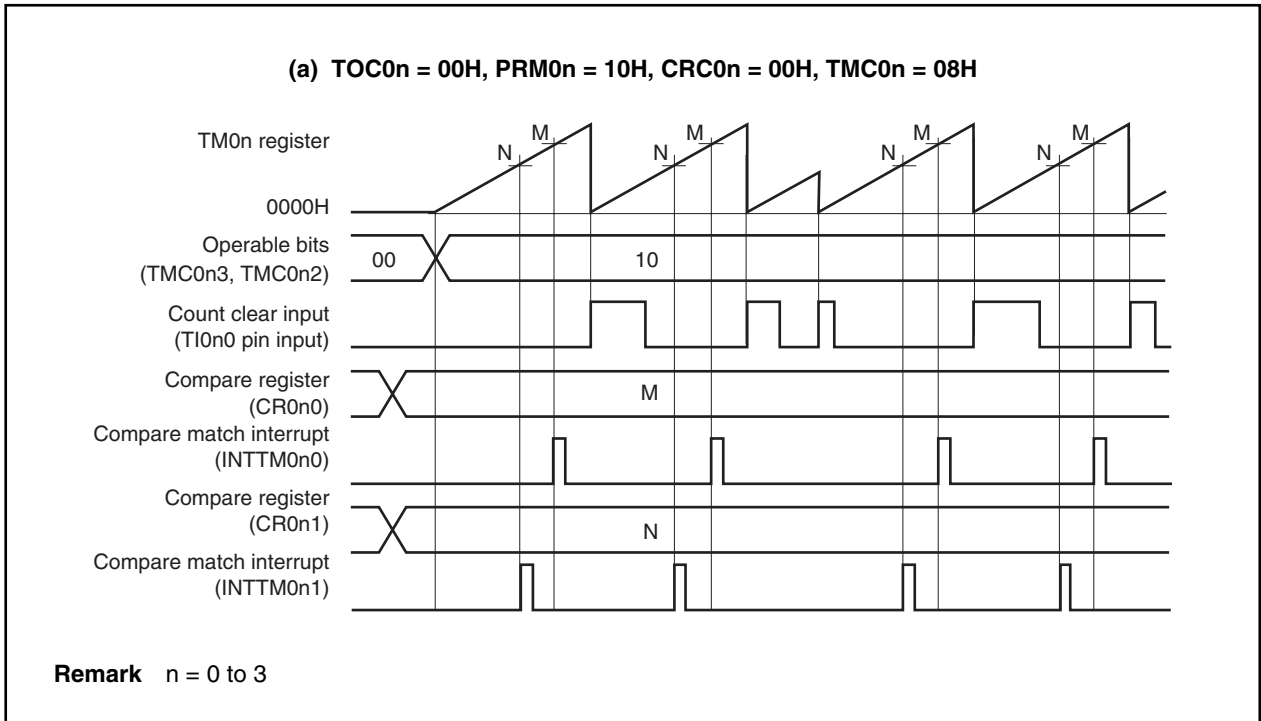 (a) TOC0n = 00H, PRM0n = 10H, CRC0n = 00H, TMC0n = 08H
TM0n register
N M N M N M N M
0000H
Operable bits
(TMC0n3, TMC0n2)
00 10
Count clear input
(TI0n0 pin input)
Compare register
(CR0n0)
M
Compare match interrupt
(INTTM0n0)
Compare register
(CR0n1)
N
Compare match interrupt
(INTTM0n1)
Remark n = 0 to 3